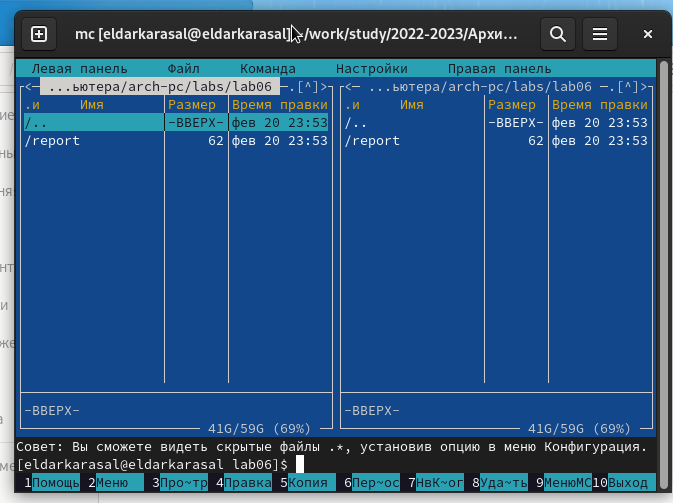 mc [eldarkarasal@eldarkarasal]:~/work/study/2022-2023/Архи…
Левая панель Файл Команда Настройки Правая панель
<— …ьютера/arch-pc/labs/lab06 —.[^]> <— …ьютера/arch-pc/labs/lab06 —.[^]>
.и Имя Размер Время правки .и Имя Размер Время правки
/.. -ВВЕРХ- фев 20 23:53 /.. -ВВЕРХ- фев 20 23:53
/report 62 фев 20 23:53 /report 62 фев 20 23:53
-ВВЕРХ- -ВВЕРХ-
41G/59G (69%) 41G/59G (69%)
Совет: Вы сможете видеть скрытые файлы .*, установив опцию в меню Конфигурация.
[eldarkarasal@eldarkarasal lab06]$
1Помощь 2Меню 3Про~тр 4Правка 5Копия 6Пер~ос 7НвК~ог 8Уда~ть 9МенюMC 10Выход